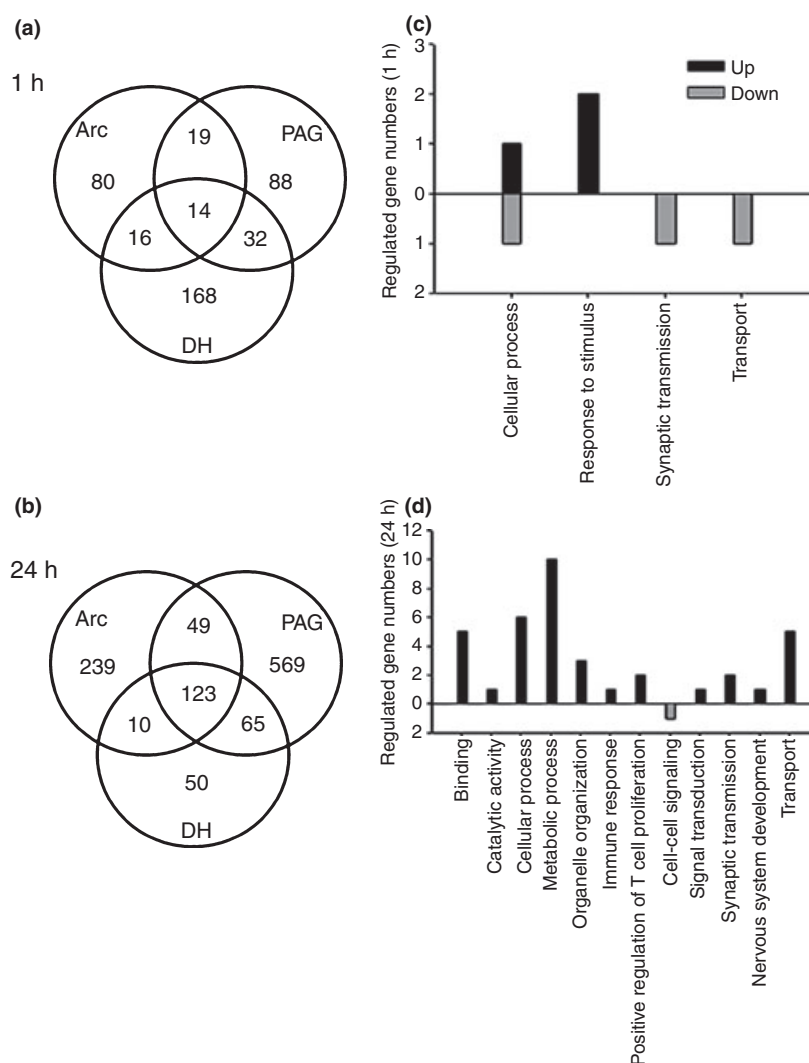 (a)
1 h
Arc
PAG
19
80
88
14
16
32
168
DH
(b)
24 h
Arc
PAG
49
239
569
123
10
65
50
DH
(c)
Regulated gene numbers (1 h)
3
2
1
0
1
2
Up
Down
Cellular process
Response to stimulus
Synaptic transmission
Transport
(d)
Regulated gene numbers (24 h)
12
10
8
6
4
2
0
2
Binding
Catalytic activity
Cellular process
Metabolic process
Organelle organization
Immune response
Positive regulation of T cell proliferation
Cell-cell signaling
Signal transduction
Synaptic transmission
Nervous system development
Transport